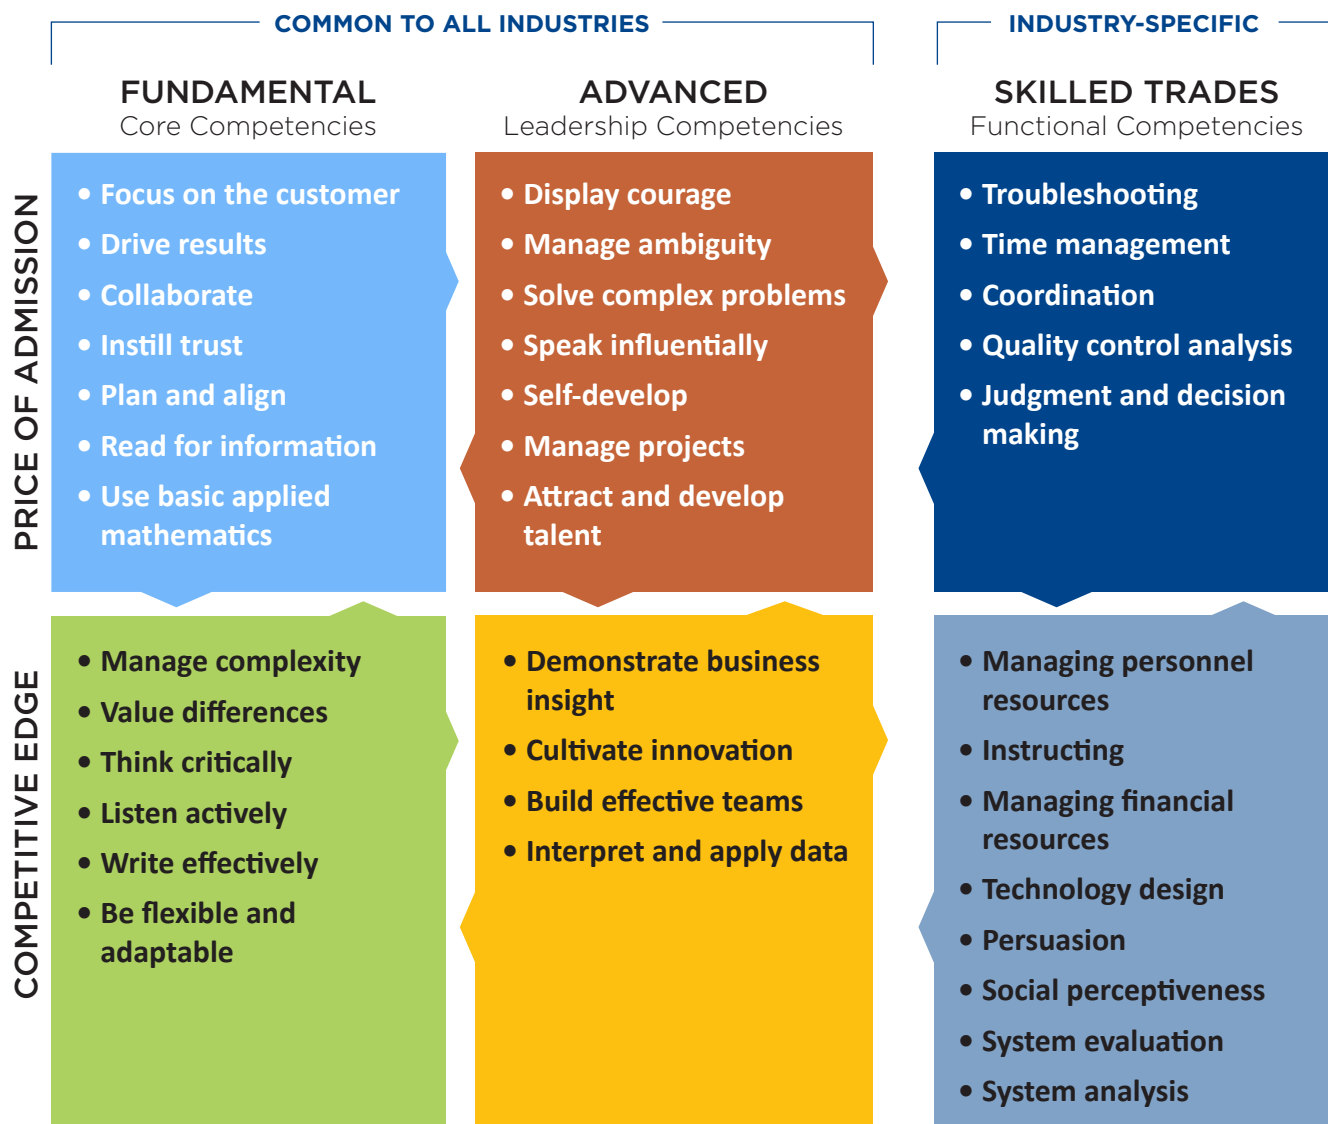 COMMON TO ALL INDUSTRIES
INDUSTRY-SPECIFIC
FUNDAMENTAL
Core Competencies
ADVANCED
Leadership Competencies
SKILLED TRADES
Functional Competencies
PRICE OF ADMISSION
• Focus on the customer
• Drive results
• Collaborate
• Instill trust
• Plan and align
• Read for information
• Use basic applied
mathematics
• Display courage
• Manage ambiguity
• Solve complex problems
• Speak influentially
• Self-develop
• Manage projects
• Attract and develop
talent
• Troubleshooting
• Time management
• Coordination
• Quality control analysis
• Judgment and decision
making
COMPETITIVE EDGE
• Manage complexity
• Value differences
• Think critically
• Listen actively
• Write effectively
• Be flexible and
adaptable
• Demonstrate business
insight
• Cultivate innovation
• Build effective teams
• Interpret and apply data
• Managing personnel
resources
• Instructing
• Managing financial
resources
• Technology design
• Persuasion
• Social perceptiveness
• System evaluation
• System analysis